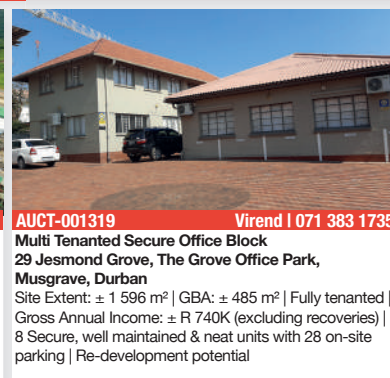 AUCT-001319 Virend | 071 383 1735
Multi Tenanted Secure Office Block
29 Jesmond Grove, The Grove Office Park,
Musgrave, Durban
Site Extent: ± 1 596 m² | GBA: ± 485 m² | Fully tenanted |
Gross Annual Income: ± R 740K (excluding recoveries) |
8 Secure, well maintained & neat units with 28 on-site
parking | Re-development potential